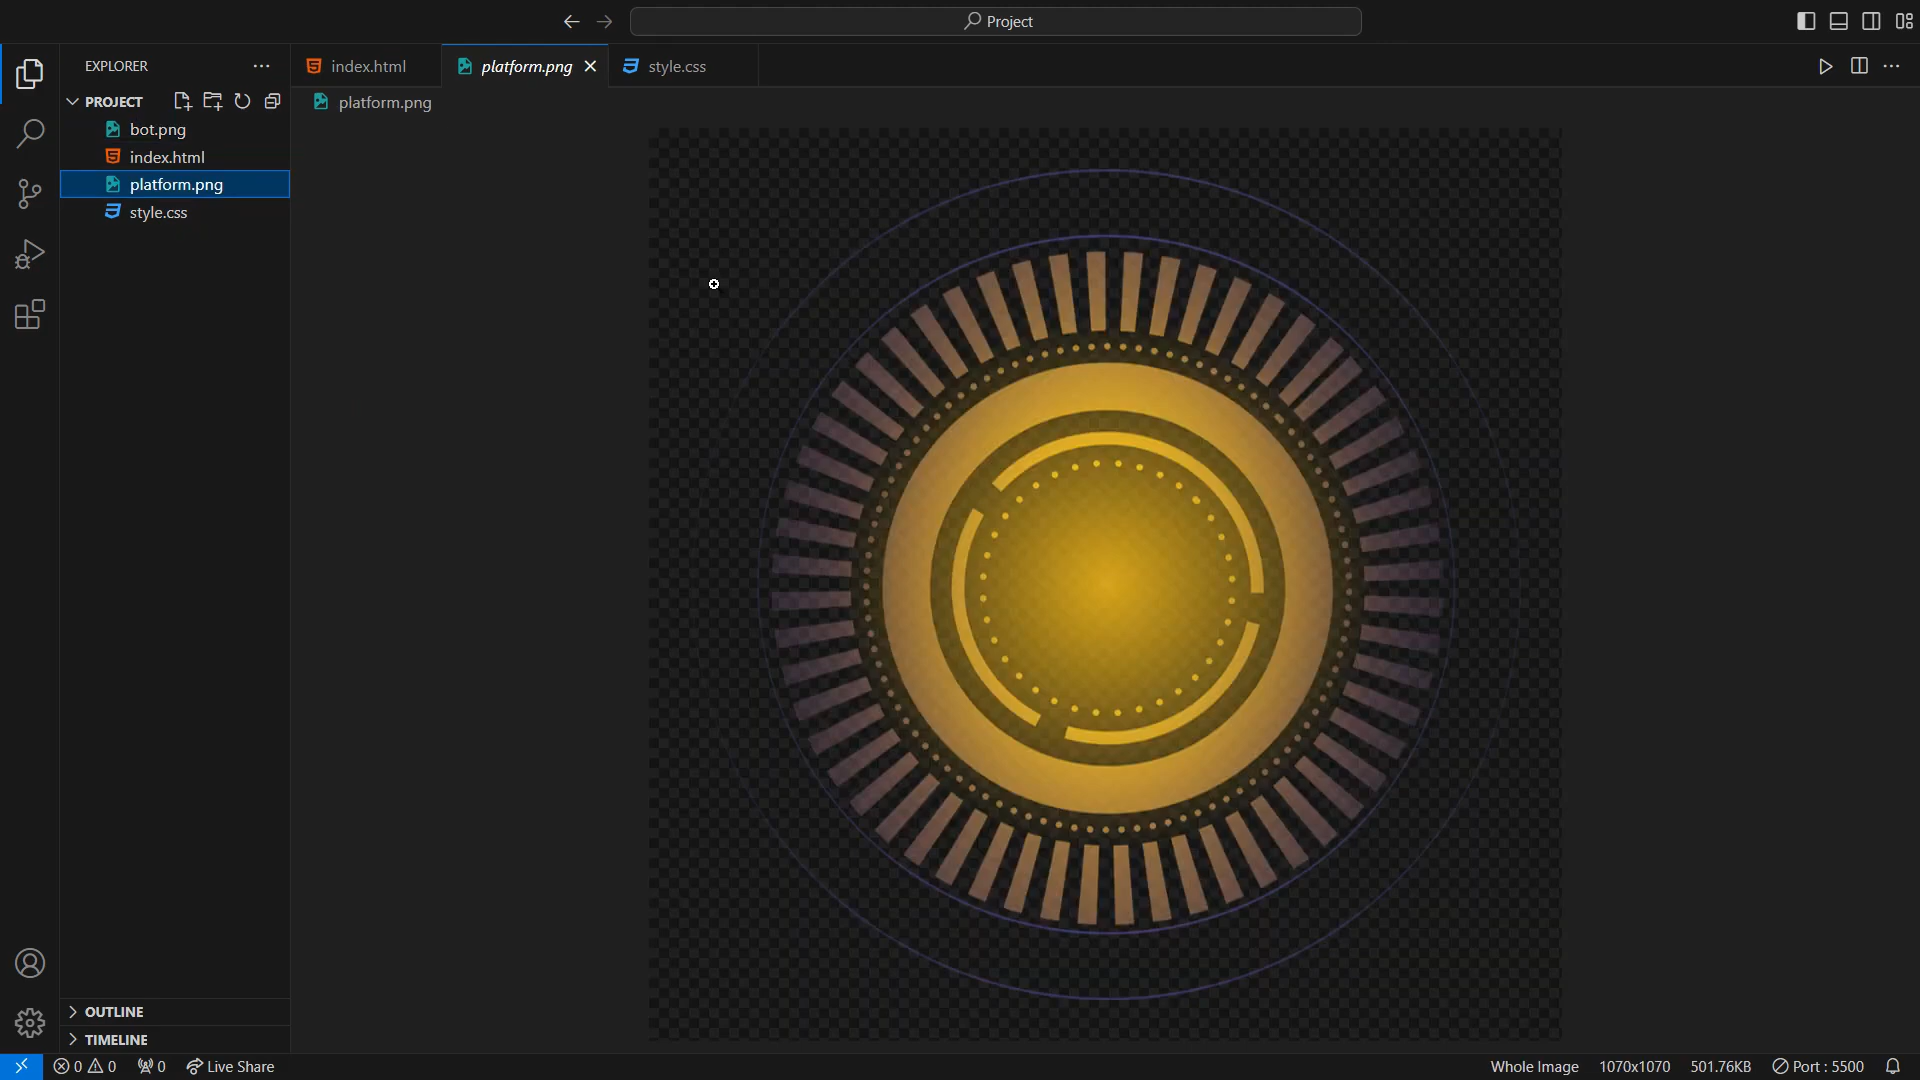 Project
EXPLORER
PROJECT
bot.png
index.html
platform.png
style.css
OUTLINE
TIMELINE
index.html
platform.png
style.css
platform.png
0 0
0
Live Share
Whole Image
1070x1070
501.76KB
Port : 5500